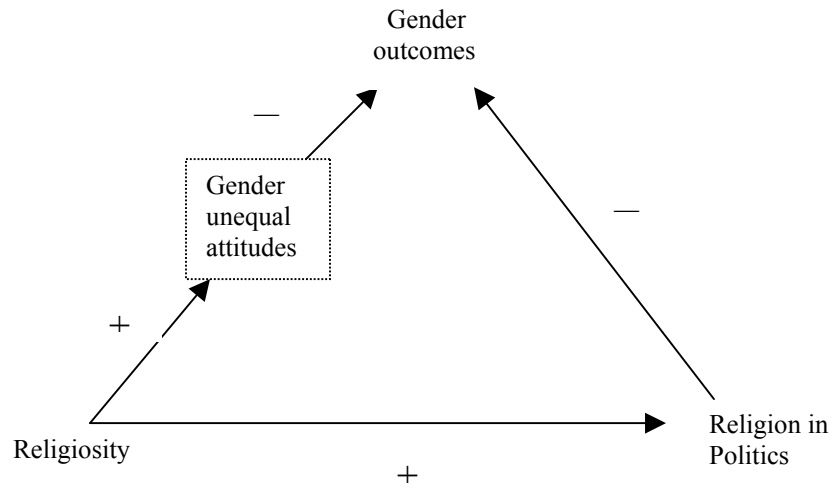 Gender
outcomes
—
Gender
unequal
attitudes
—
+
Religiosity
Religion in
Politics
+